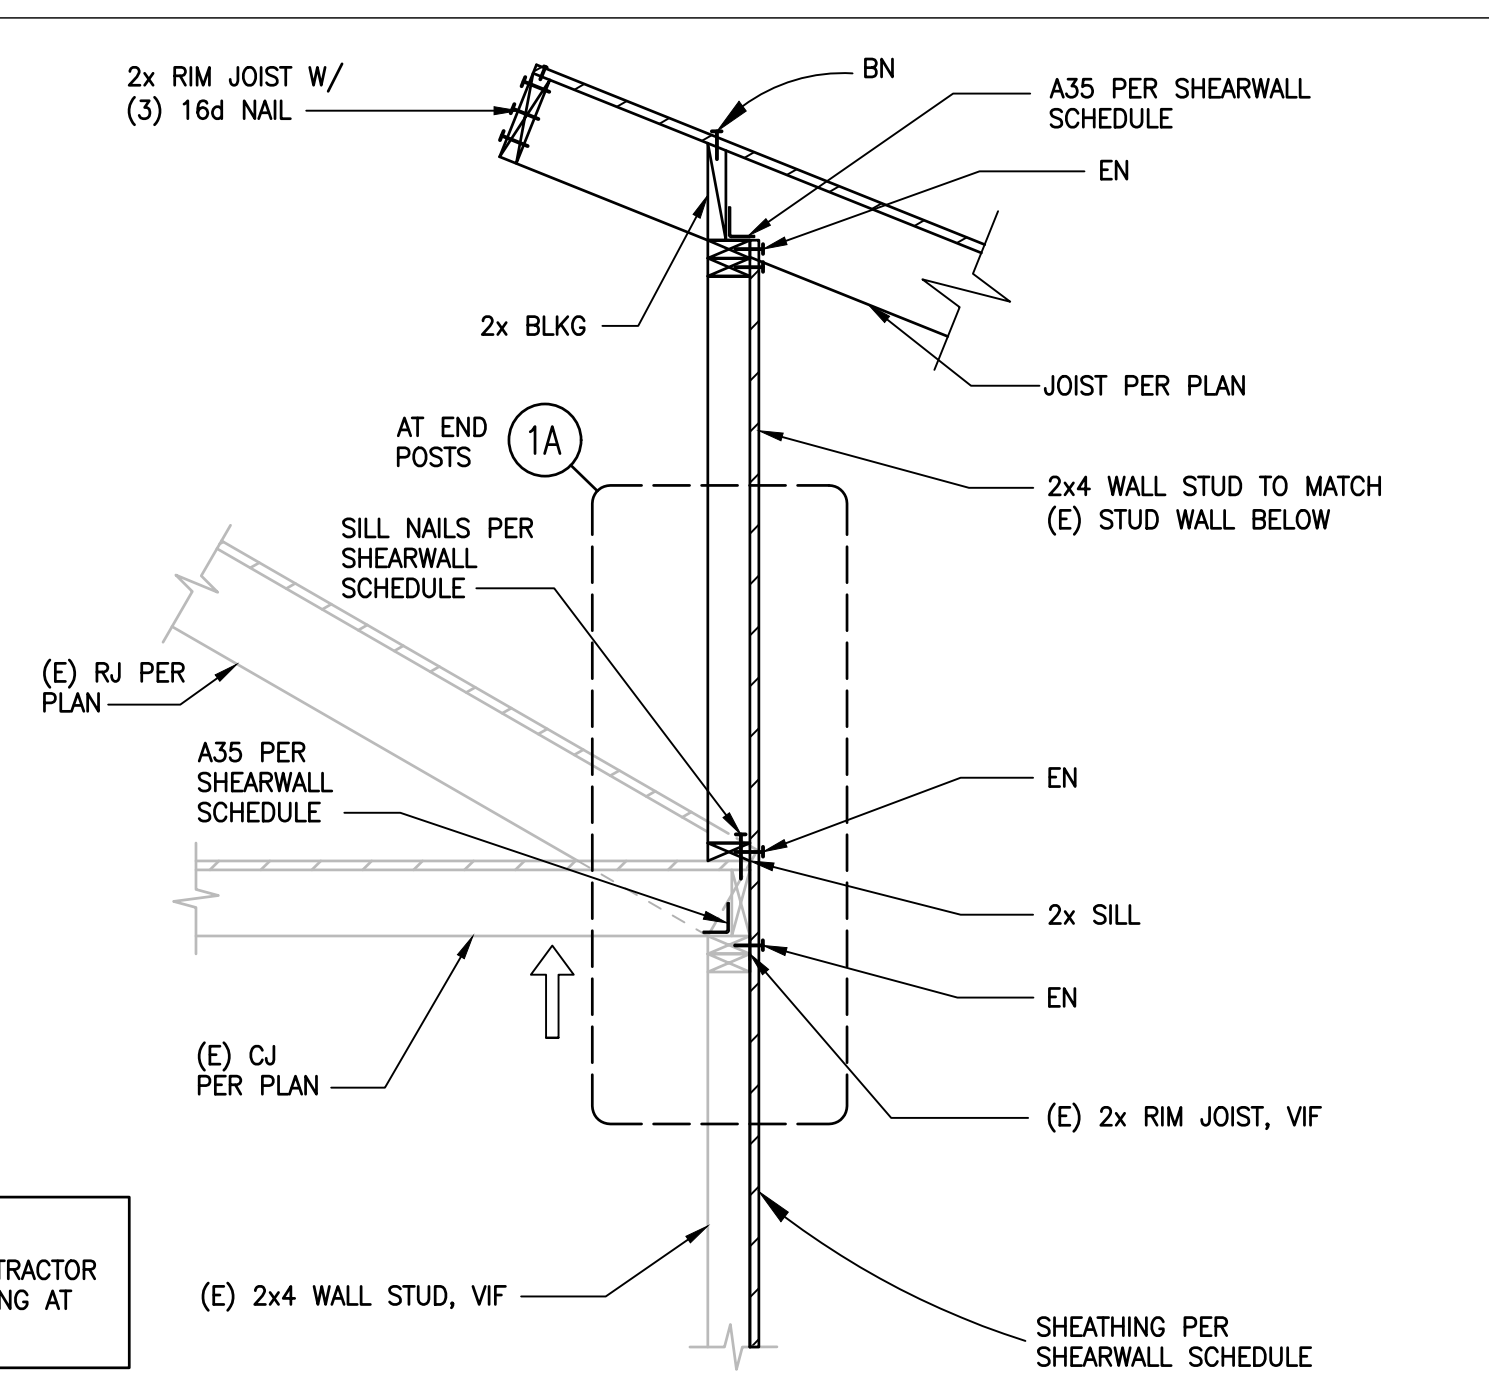 2x RIM JOIST W/
(3) 16d NAIL
BN
A35 PER SHEARWALL
SCHEDULE
EN
2x BLKG
JOIST PER PLAN
AT END
POSTS
1A
2x4 WALL STUD TO MATCH
(E) STUD WALL BELOW
SILL NAILS PER
SHEARWALL
SCHEDULE
(E) RJ PER
PLAN
A35 PER
SHEARWALL
SCHEDULE
EN
2x SILL
EN
(E) CJ
PER PLAN
(E) 2x RIM JOIST, VIF
(E) 2x4 WALL STUD, VIF
SHEATHING PER
SHEARWALL SCHEDULE
TRACTOR
NG AT